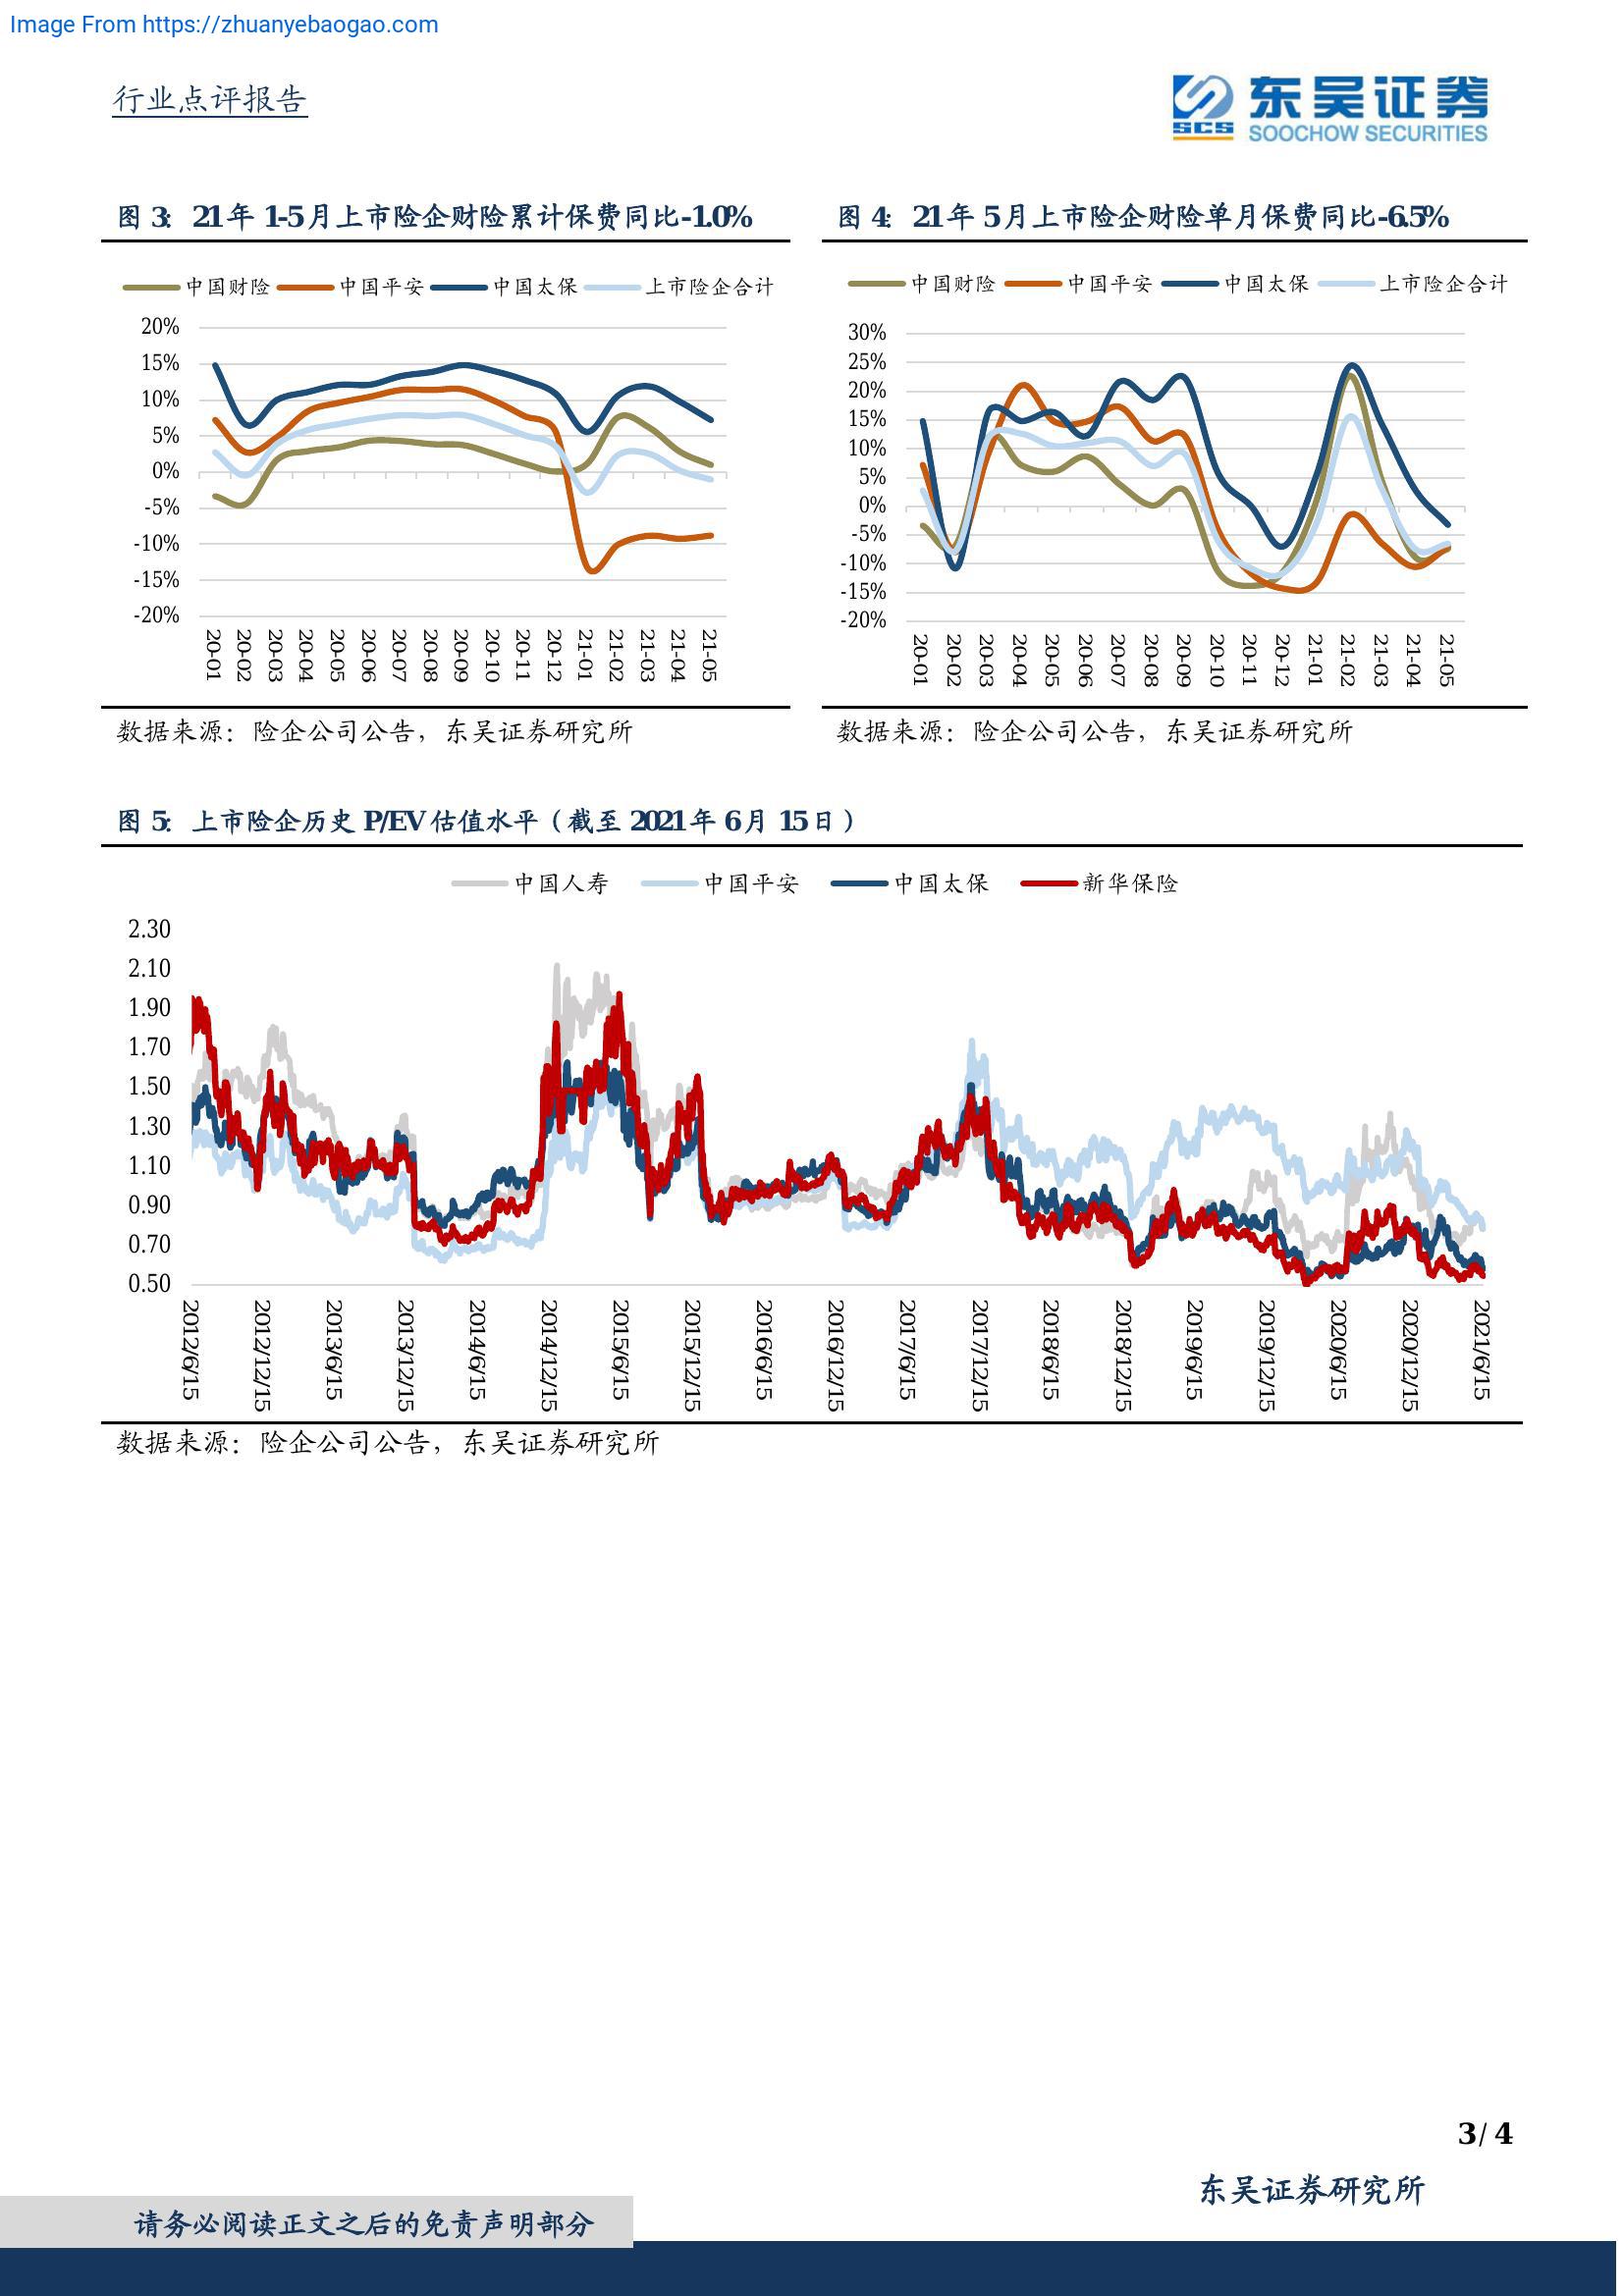 Image From https://zhuanyebaogao.com
行业点评报告
东吴证券
SCS
SOOCHOW SECURITIES
图 3：21 年 1-5 月上市险企财险累计保费同比-1.0%
中国财险 中国平安 中国太保 上市险企合计
20%
15%
10%
5%
0%
-5%
-10%
-15%
-20%
20-01 20-02 20-03 20-04 20-05 20-06 20-07 20-08 20-09 20-10 20-11 20-12 21-01 21-02 21-03 21-04 21-05
数据来源：险企公司公告，东吴证券研究所
图 4：21 年 5 月上市险企财险单月保费同比-6.5%
中国财险 中国平安 中国太保 上市险企合计
30%
25%
20%
15%
10%
5%
0%
-5%
-10%
-15%
-20%
20-01 20-02 20-03 20-04 20-05 20-06 20-07 20-08 20-09 20-10 20-11 20-12 21-01 21-02 21-03 21-04 21-05
数据来源：险企公司公告，东吴证券研究所
图 5：上市险企历史 P/EV 估值水平（截至 2021 年 6 月 15 日）
中国人寿 中国平安 中国太保 新华保险
2.30
2.10
1.90
1.70
1.50
1.30
1.10
0.90
0.70
0.50
2012/6/15 2012/12/15 2013/6/15 2013/12/15 2014/6/15 2014/12/15 2015/6/15 2015/12/15 2016/6/15 2016/12/15 2017/6/15 2017/12/15 2018/6/15 2018/12/15 2019/6/15 2019/12/15 2020/6/15 2020/12/15 2021/6/15
数据来源：险企公司公告，东吴证券研究所
3/ 4
东吴证券研究所
请务必阅读正文之后的免责声明部分